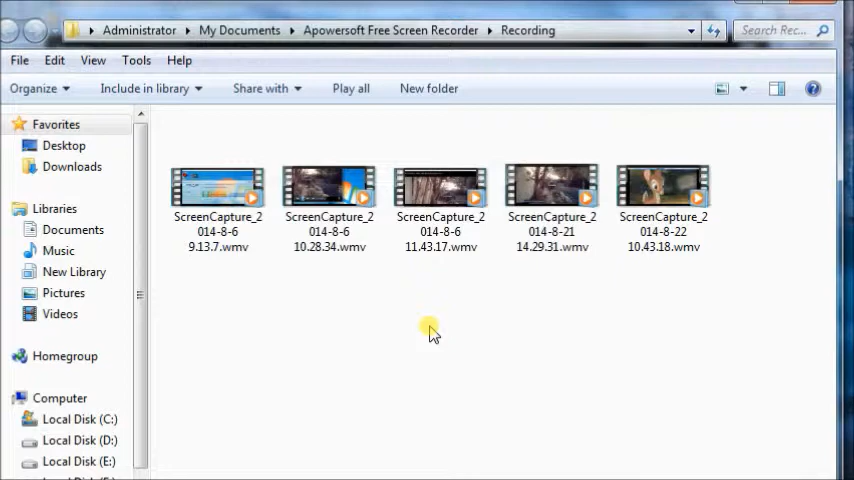 Administrator My Documents Apowersoft Free Screen Recorder Recording Search Rec...
File Edit View Tools Help
Organize Include in library Share with Play all New folder
Favorites
Desktop
Downloads
Libraries
Documents
Music
New Library
Pictures
Videos
Homegroup
Computer
Local Disk (C:)
Local Disk (D:)
Local Disk (E:)
ScreenCapture_2
014-8-6
9.13.7.wmv
ScreenCapture_2
014-8-6
10.28.34.wmv
ScreenCapture_2
014-8-6
11.43.17.wmv
ScreenCapture_2
014-8-21
14.29.31.wmv
ScreenCapture_2
014-8-22
10.43.18.wmv